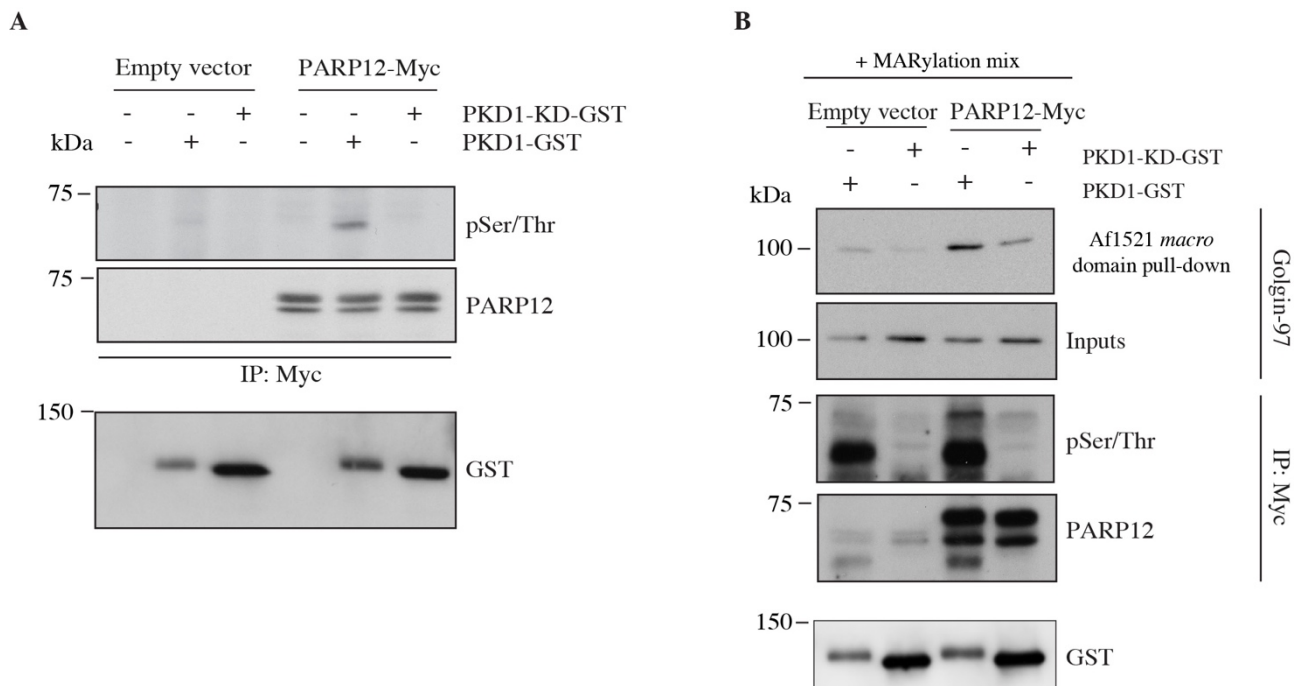 A
Empty vector PARP12-Myc
- - + - - + PKD1-KD-GST
kDa - + - - + - PKD1-GST
75
pSer/Thr
75
PARP12
IP: Myc
150
GST
B
+ MARylation mix
Empty vector PARP12-Myc
- + - + PKD1-KD-GST
+ - + - PKD1-GST
kDa
100
Af1521 macro
domain pull-down
100
Inputs
Golgin-97
75
pSer/Thr
75
PARP12
IP: Myc
150
GST